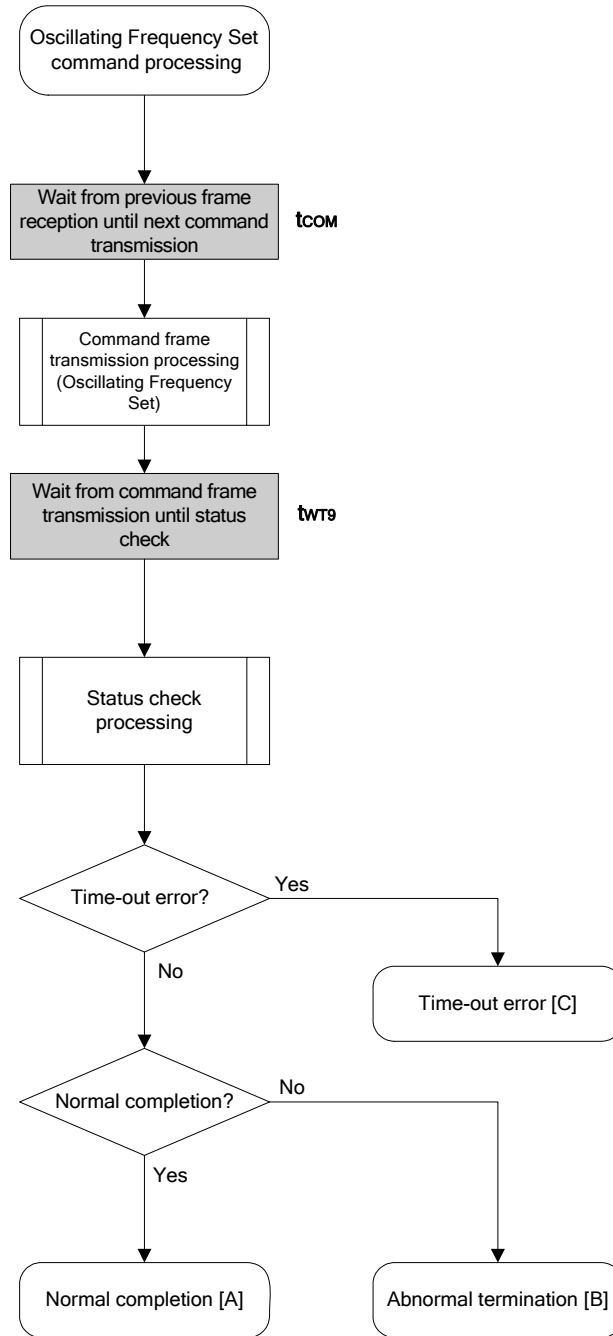 Oscillating Frequency Set
command processing
Wait from previous frame
reception until next command
transmission
tCOM
Command frame
transmission processing
(Oscillating Frequency
Set)
Wait from command frame
transmission until status
check
tWT9
Status check
processing
Time-out error?
Yes
No
Time-out error [C]
Normal completion?
No
Yes
Normal completion [A]
Abnormal termination [B]